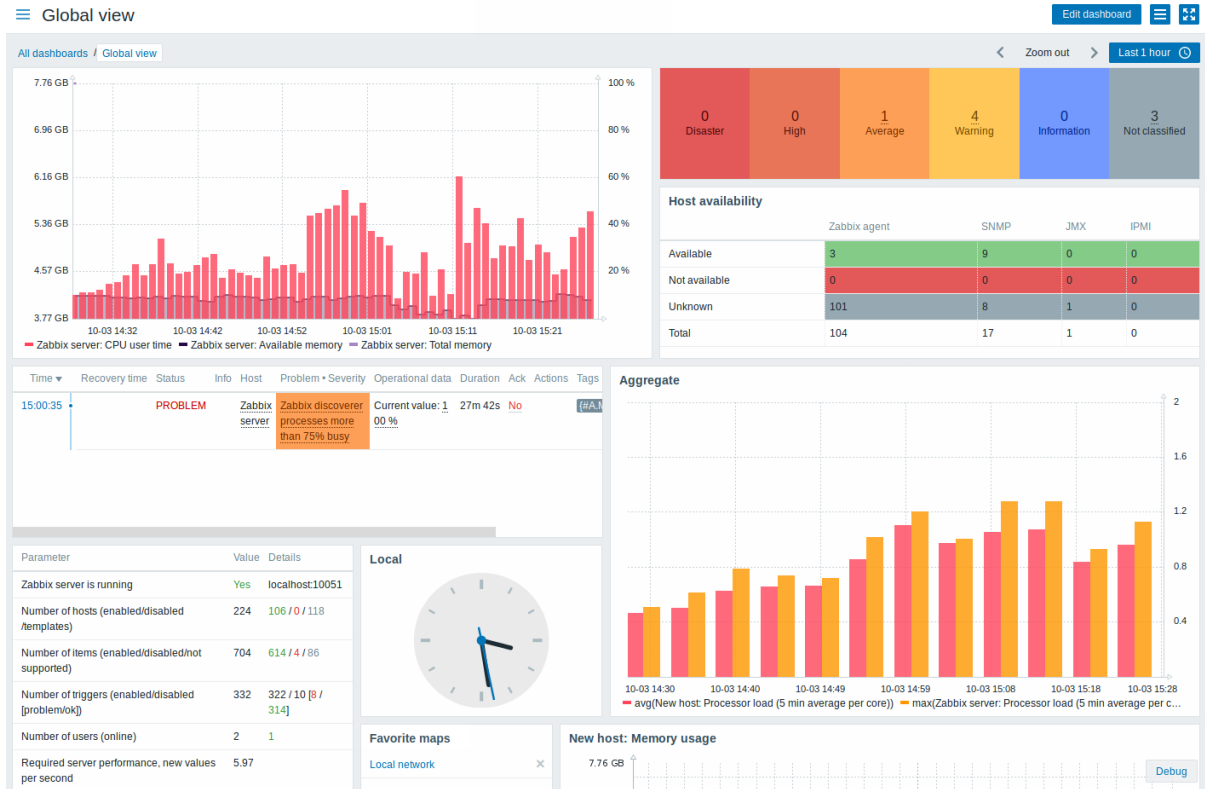 Global view
Edit dashboard
All dashboards / Global view
Zoom out
Last 1 hour
7.76 GB
6.96 GB
6.16 GB
5.36 GB
4.57 GB
3.77 GB
100 %
80 %
60 %
40 %
20 %
10-03 14:32 10-03 14:42 10-03 14:52 10-03 15:01 10-03 15:11 10-03 15:21
Zabbix server: CPU user time Zabbix server: Available memory Zabbix server: Total memory
0 0 1 4 0 3
Disaster High Average Warning Information Not classified
Host availability
Zabbix agent SNMP JMX IPMI
Available 3 9 0 0
Not available 0 0 0 0
Unknown 101 8 1 0
Total 104 17 1 0
Time Recovery time Status Info Host Problem • Severity Operational data Duration Ack Actions Tags
15:00:35 PROBLEM Zabbix Zabbix discoverer Current value: 1 27m 42s No
server processes more 00 %
than 75% busy
Aggregate
2
1.6
1.2
0.8
0.4
10-03 14:30 10-03 14:40 10-03 14:49 10-03 14:59 10-03 15:08 10-03 15:18 10-03 15:28
avg(New host: Processor load (5 min average per core)) max(Zabbix server: Processor load (5 min average per c...
Parameter Value Details
Zabbix server is running Yes localhost:10051
Number of hosts (enabled/disabled 224 106 / 0 / 118
/templates)
Number of items (enabled/disabled/not 704 614 / 4 / 86
supported)
Number of triggers (enabled/disabled 332 322 / 10 [8 /
[problem/ok]) 314]
Number of users (online) 2 1
Required server performance, new values 5.97
per second
Local
Favorite maps
Local network
New host: Memory usage
7.76 GB
Debug